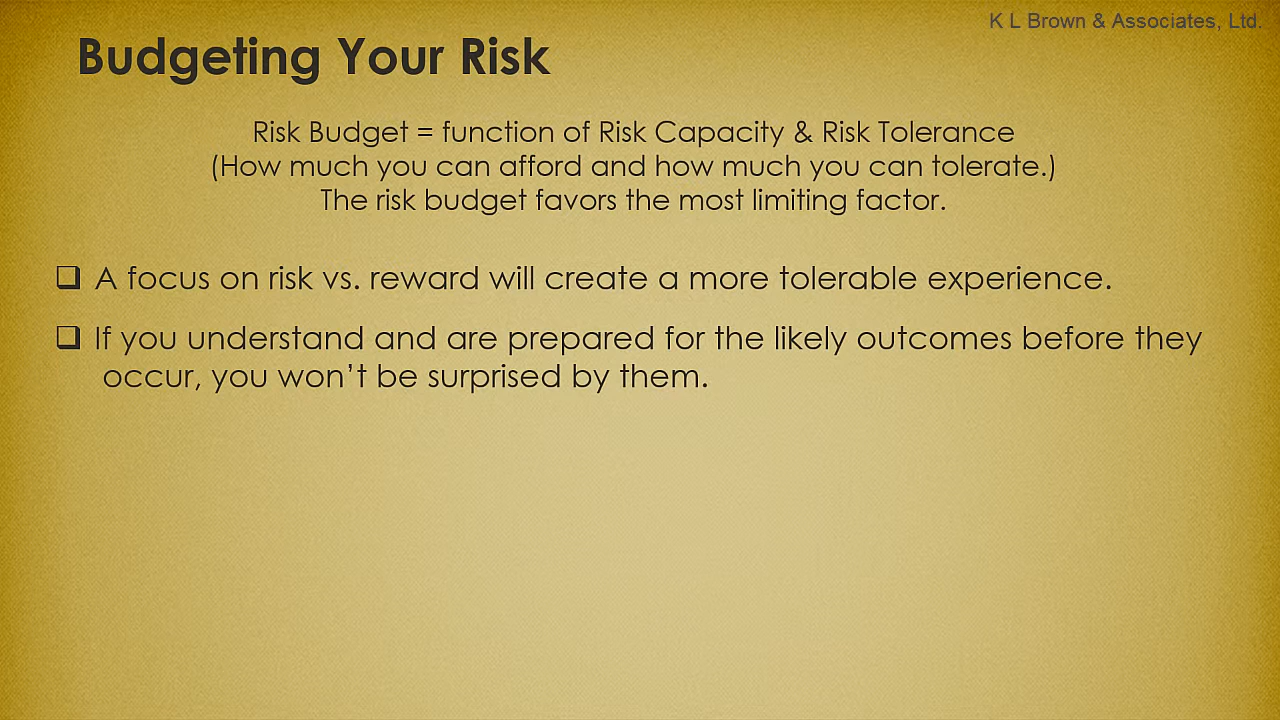 K L Brown & Associates, Ltd.
Budgeting Your Risk
Risk Budget = function of Risk Capacity & Risk Tolerance
(How much you can afford and how much you can tolerate.)
The risk budget favors the most limiting factor.
❑ A focus on risk vs. reward will create a more tolerable experience.
❑ If you understand and are prepared for the likely outcomes before they
occur, you won’t be surprised by them.